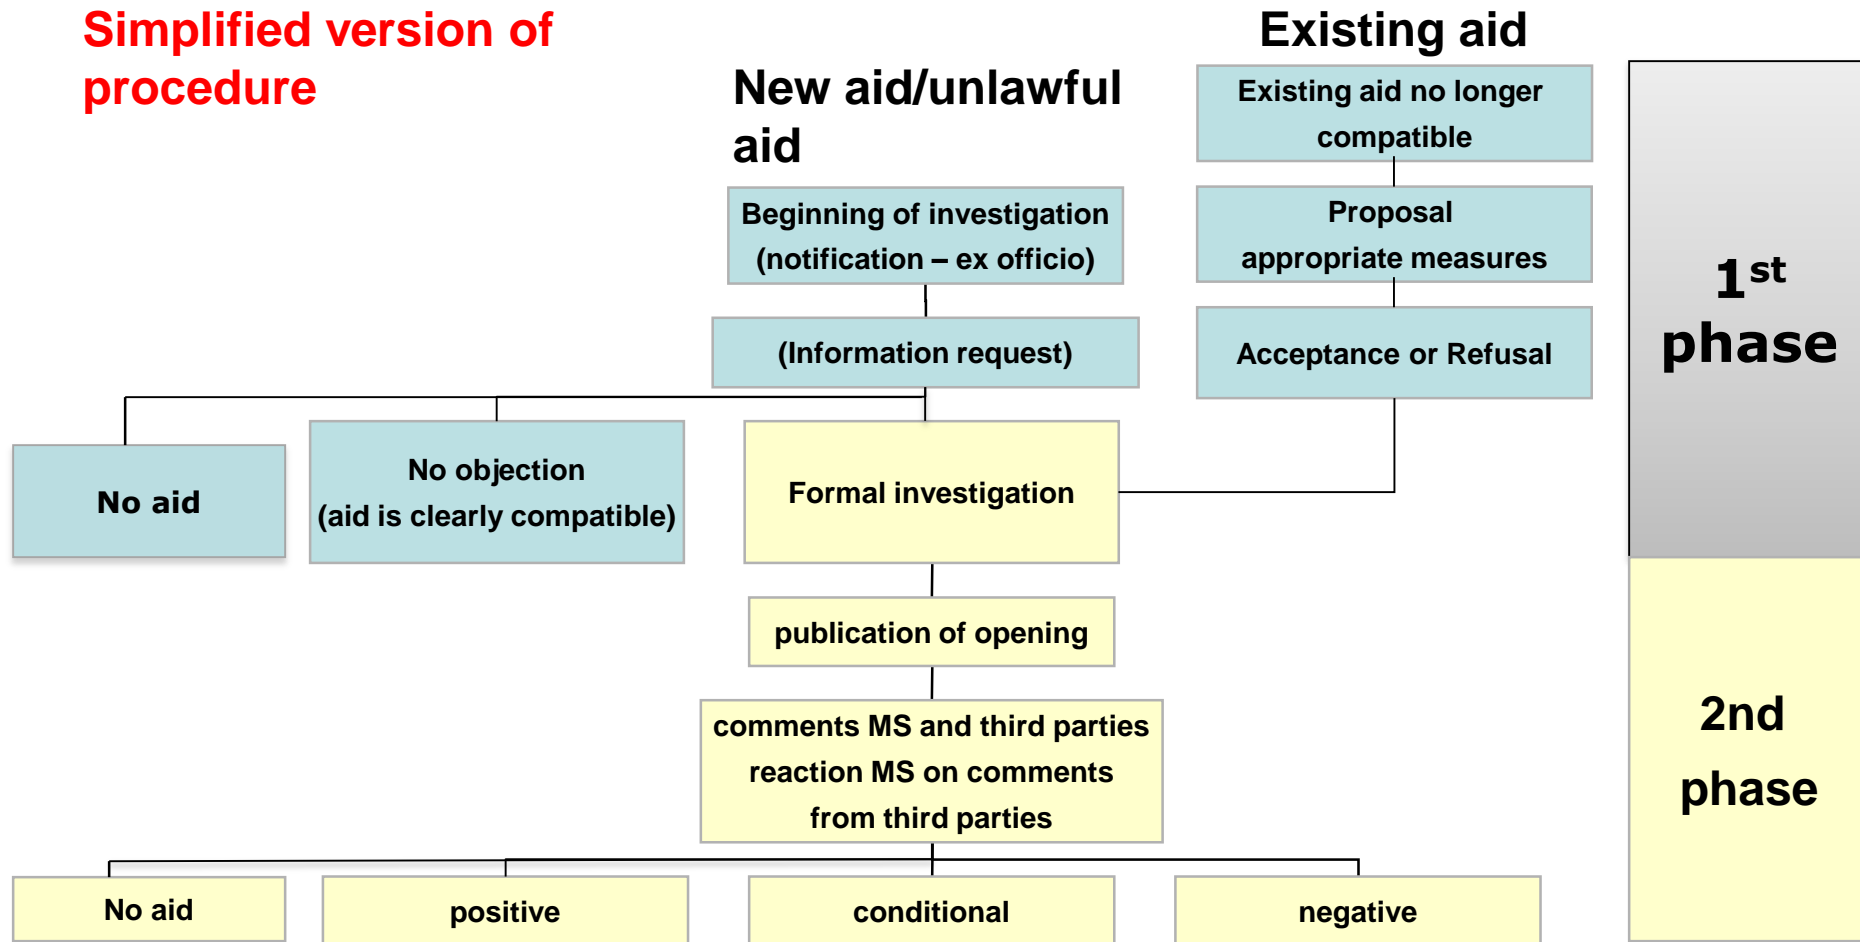 Simplified version of
procedure
New aid/unlawful
aid
Existing aid
Existing aid no longer
compatible
Beginning of investigation
(notification – ex officio)
Proposal
appropriate measures
(Information request)
Acceptance or Refusal
1st
phase
No aid
No objection
(aid is clearly compatible)
Formal investigation
publication of opening
comments MS and third parties
reaction MS on comments
from third parties
2nd
phase
No aid
positive
conditional
negative